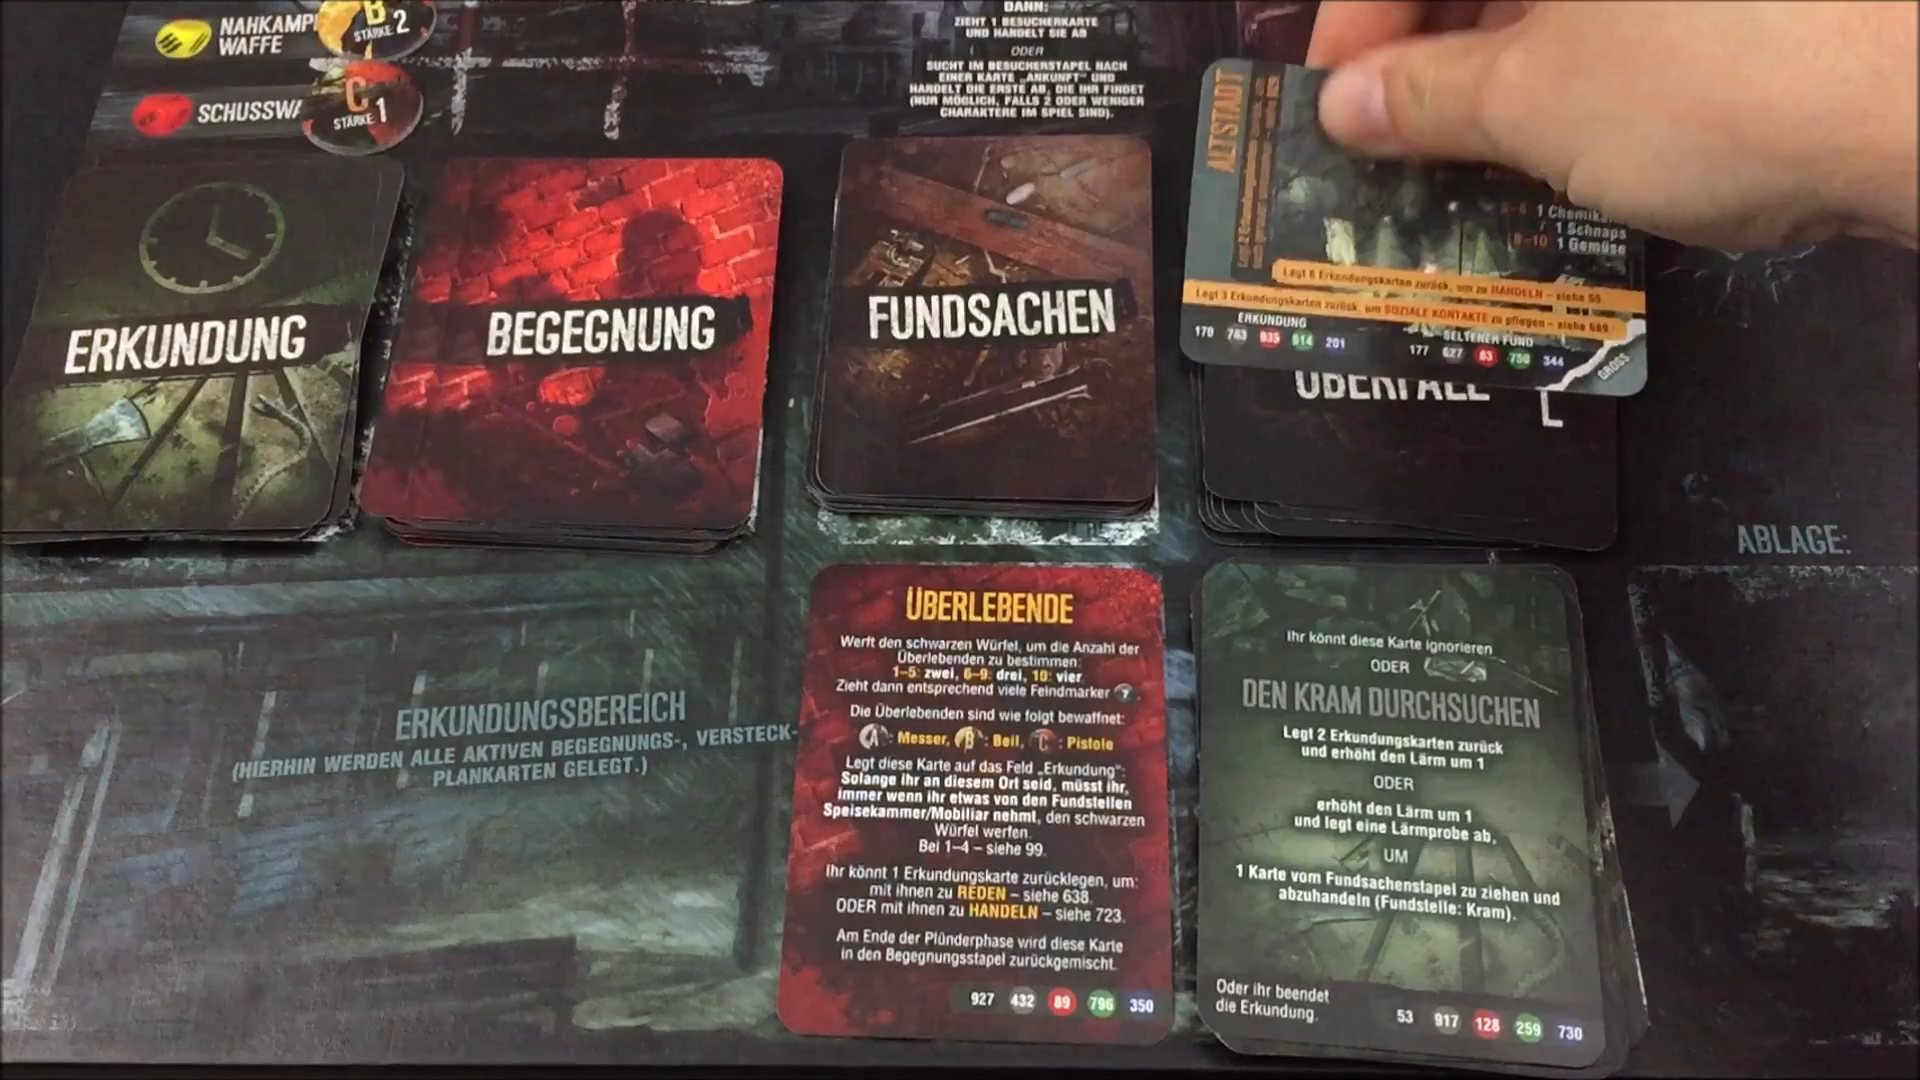 NAHKAMPF
WAFFE
B
STÄRKE 2
SCHUSSWA
C
STÄRKE 1
DANN:
ZIEHT 1 BESUCHERKARTE
UND HANDELT SIE AB
ODER
SUCHT IM BESUCHERSTAPEL NACH
EINER KARTE „ANKUNFT“ UND
HANDELT DIE ERSTE AB, DIE IHR FINDET
(NUR MÖGLICH, FALLS 2 ODER WENIGER
CHARAKTERE IM SPIEL SIND).
ERKUNDUNG
BEGEGNUNG
FUNDSACHEN
ALTSTADT
1 Chemik
1 Schnaps
1 Gemüse
Legt 6 Erkundungskarten zurück, um zu HANDELN – siehe 50
Legt 3 Erkundungskarten zurück, um SOZIALE KONTAKTE zu pflegen – siehe 689
ERKUNDUNG
170 763 935 914 201
SELTENER FUND
177 627 83 750 344
GROSS
ÜBERFALL
ABLAGE:
ERKUNDUNGSBEREICH
(HIERHIN WERDEN ALLE AKTIVEN BEGEGNUNGS-, VERSTECK-
PLANKARTEN GELEGT.)
ÜBERLEBENDE
Werft den schwarzen Würfel, um die Anzahl der
Überlebenden zu bestimmen:
1–5: zwei, 6–9: drei, 10: vier
Zieht dann entsprechend viele Feindmarker ?.
Die Überlebenden sind wie folgt bewaffnet:
A: Messer, B: Beil, C: Pistole
Legt diese Karte auf das Feld „Erkundung“:
Solange ihr an diesem Ort seid, müsst ihr,
immer wenn ihr etwas von den Fundstellen
Speisekammer/Mobiliar nehmt, den schwarzen
Würfel werfen.
Bei 1–4 – siehe 99.
Ihr könnt 1 Erkundungskarte zurücklegen, um:
mit ihnen zu REDEN – siehe 638.
ODER mit ihnen zu HANDELN – siehe 723.
Am Ende der Plünderphase wird diese Karte
in den Begegnungsstapel zurückgemischt.
927 432 89 796 350
Ihr könnt diese Karte ignorieren
ODER
DEN KRAM DURCHSUCHEN
Legt 2 Erkundungskarten zurück
und erhöht den Lärm um 1
ODER
erhöht den Lärm um 1
und legt eine Lärmprobe ab,
UM
1 Karte vom Fundsachenstapel zu ziehen und
abzuhandeln (Fundstelle: Kram).
Oder ihr beendet
die Erkundung.
53 917 128 259 730